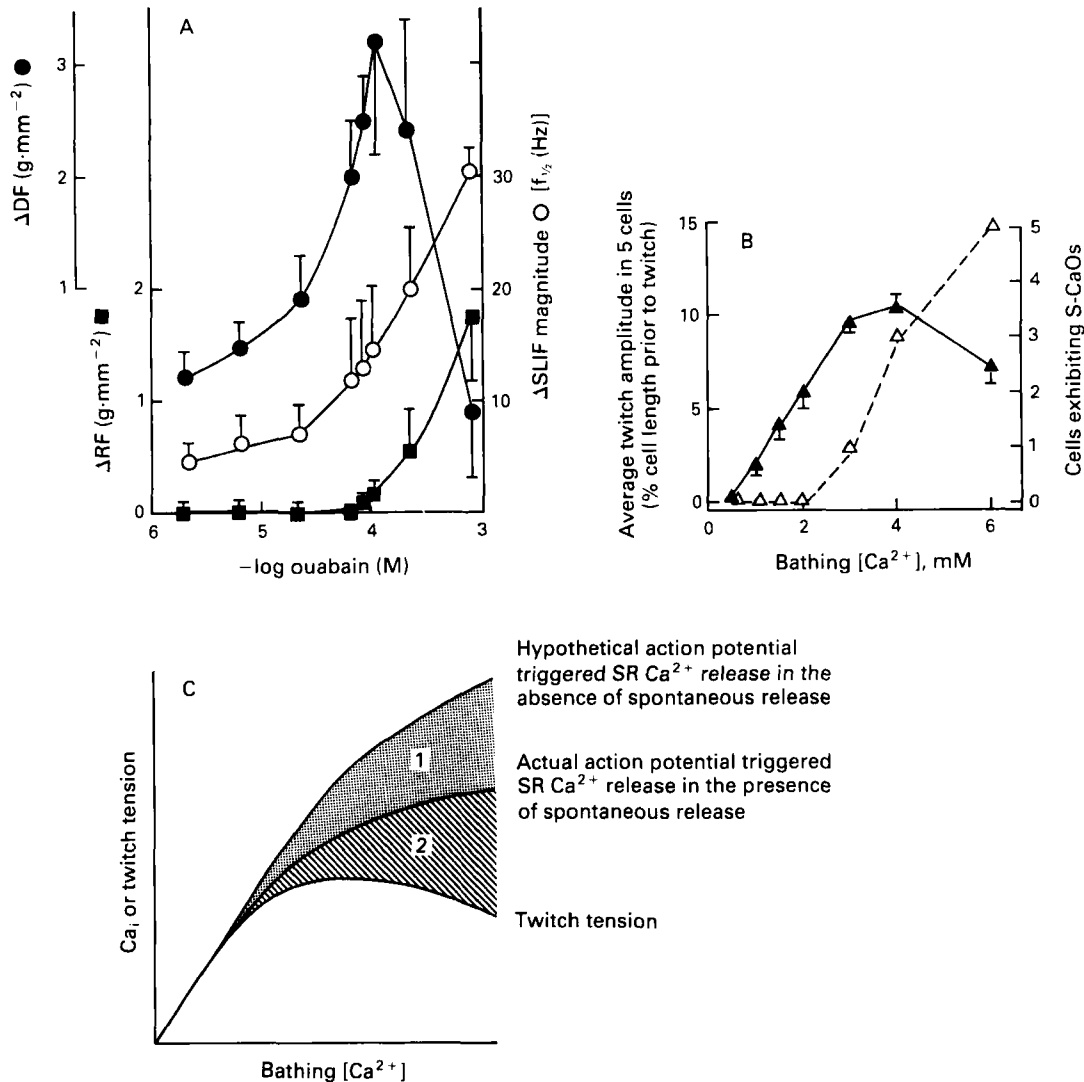 A
ΔDF (g·mm⁻²) ●
3
2
1
ΔRF (g·mm⁻²) ■
2
1
0
ΔSLIF magnitude ○ [f½ (Hz)]
30
20
10
6 5 4 3
−log ouabain (M)
B
Average twitch amplitude in 5 cells
(% cell length prior to twitch)
15
10
5
0
Cells exhibiting S-CaOs
5
4
3
2
1
0
0 2 4 6
Bathing [Ca²⁺], mM
C
Caᵢ or twitch tension
1
2
Hypothetical action potential
triggered SR Ca²⁺ release in the
absence of spontaneous release
Actual action potential triggered
SR Ca²⁺ release in the presence
of spontaneous release
Twitch tension
Bathing [Ca²⁺]